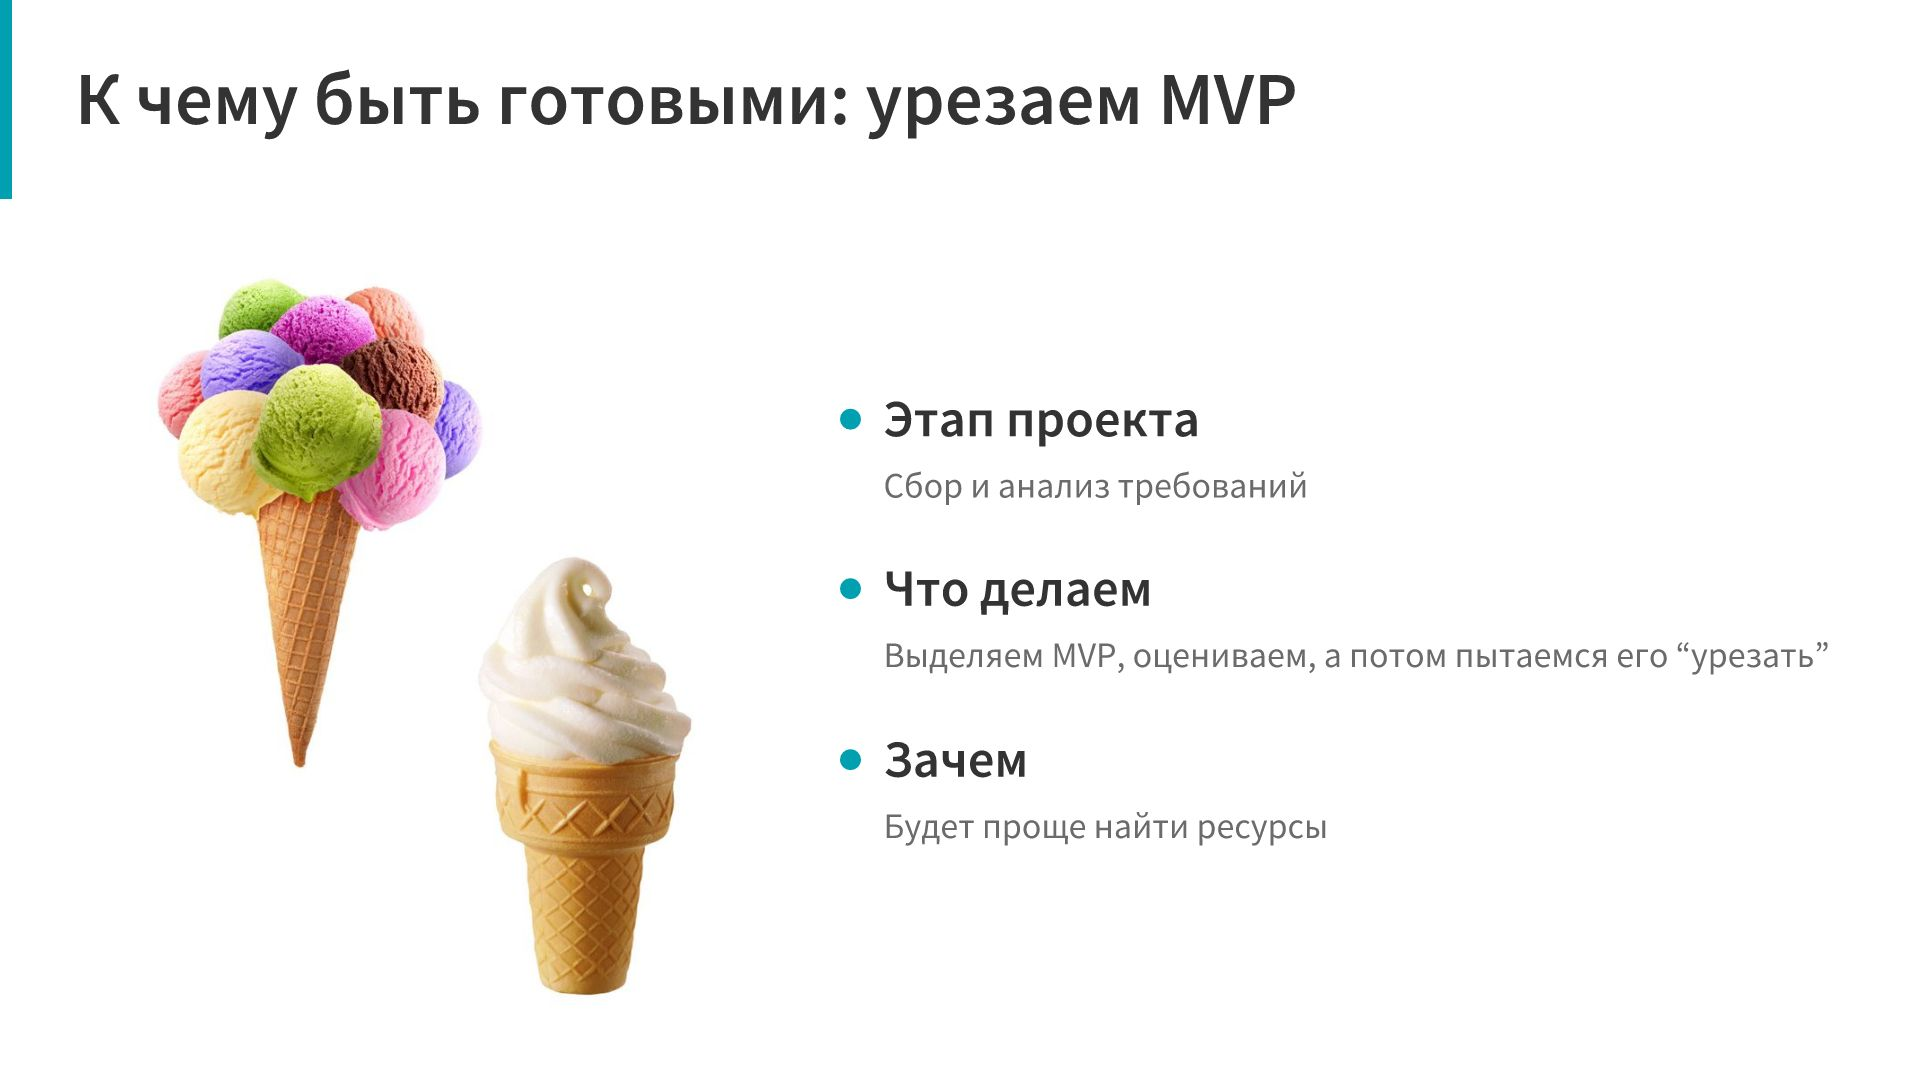 К чему быть готовыми: урезаем MVP
Этап проекта
Сбор и анализ требований
Что делаем
Выделяем MVP, оцениваем, а потом пытаемся его “урезать”
Зачем
Будет проще найти ресурсы